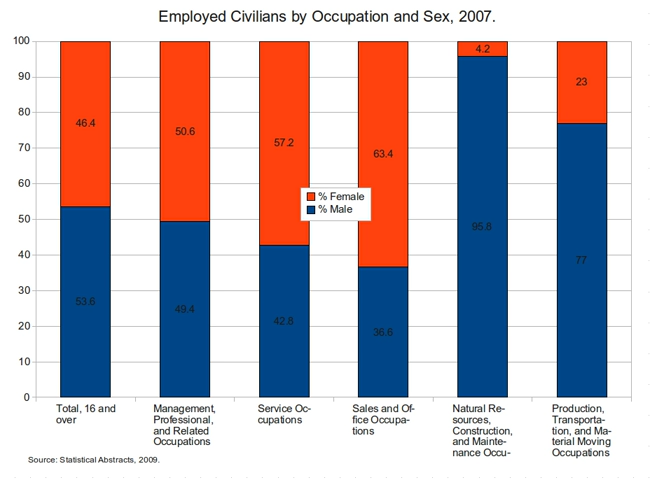 Employed Civilians by Occupation and Sex, 2007.
100
90
80
70
60
50
40
30
20
10
0
46.4
53.6
50.6
49.4
57.2
42.8
63.4
36.6
4.2
95.8
23
77
% Female
% Male
Total, 16 and
over
Management,
Professional,
and Related
Occupations
Service Oc-
cupations
Sales and Of-
fice Occupa-
tions
Natural Re-
sources,
Construction,
and Mainte-
nance Occu-
Production,
Transporta-
tion, and Ma-
terial Moving
Occupations
Source: Statistical Abstracts, 2009.